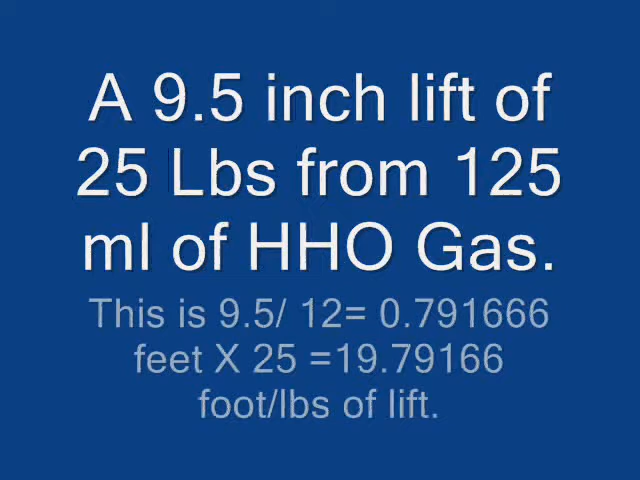 A 9.5 inch lift of
25 Lbs from 125
ml of HHO Gas.
This is 9.5/ 12= 0.791666
feet X 25 =19.79166
foot/lbs of lift.